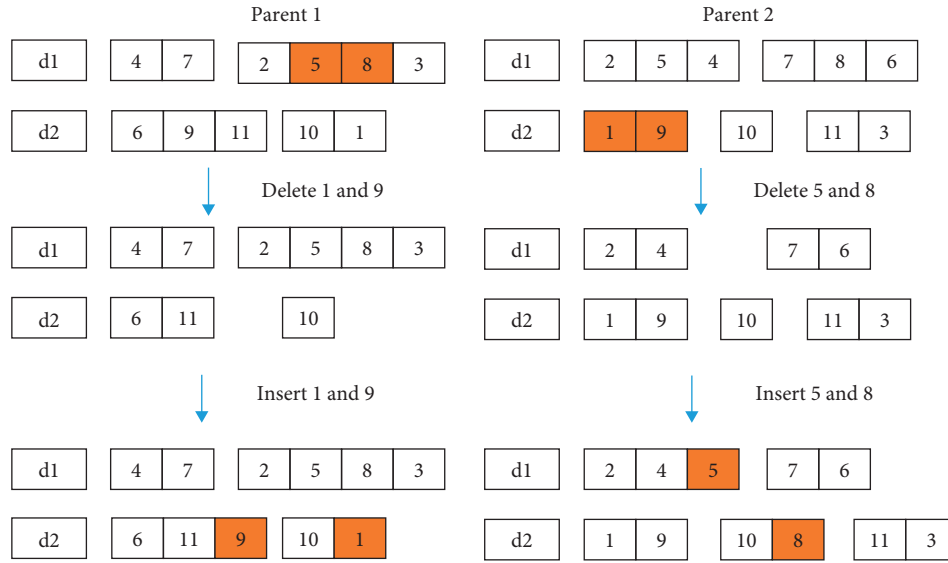 Parent 1 Parent 2
d1 4 7 2 5 8 3 d1 2 5 4 7 8 6
d2 6 9 11 10 1 d2 1 9 10 11 3
Delete 1 and 9 Delete 5 and 8
d1 4 7 2 5 8 3 d1 2 4 7 6
d2 6 11 10 d2 1 9 10 11 3
Insert 1 and 9 Insert 5 and 8
d1 4 7 2 5 8 3 d1 2 4 5 7 6
d2 6 11 9 10 1 d2 1 9 10 8 11 3